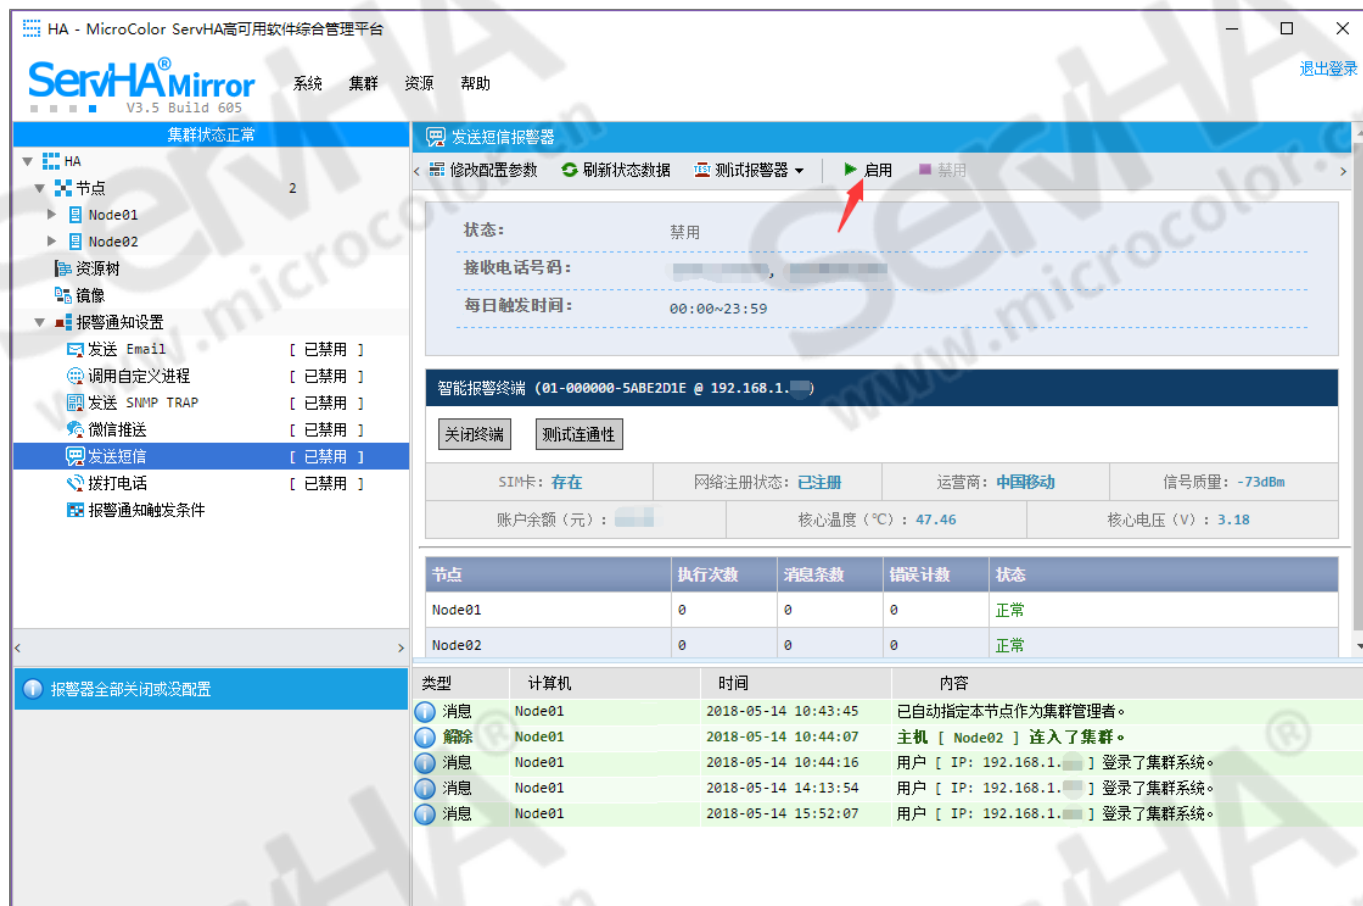 HA - MicroColor ServHA高可用软件综合管理平台
ServHA® Mirror
V3.5 Build 605
系统 集群 资源 帮助
退出登录
集群状态正常
HA
节点 2
Node01
Node02
资源树
镜像
报警通知设置
发送 Email [ 已禁用 ]
调用自定义进程 [ 已禁用 ]
发送 SNMP TRAP [ 已禁用 ]
微信推送 [ 已禁用 ]
发送短信 [ 已禁用 ]
拨打电话 [ 已禁用 ]
报警通知触发条件
报警器全部关闭或没配置
发送短信报警器
修改配置参数 刷新状态数据 TEST 测试报警器 启用 禁用
状态: 禁用
接收电话号码: ,
每日触发时间: 00:00~23:59
智能报警终端 (01-000000-5ABE2D1E @ 192.168.1. )
关闭终端 测试连通性
SIM卡: 存在 网络注册状态: 已注册 运营商: 中国移动 信号质量: -73dBm
账户余额（元）: 核心温度（℃）: 47.46 核心电压（V）: 3.18
节点 执行次数 消息条数 错误计数 状态
Node01 0 0 0 正常
Node02 0 0 0 正常
类型 计算机 时间 内容
消息 Node01 2018-05-14 10:43:45 已自动指定本节点作为集群管理者。
解除 Node01 2018-05-14 10:44:07 主机 [ Node02 ] 连入了集群。
消息 Node01 2018-05-14 10:44:16 用户 [ IP: 192.168.1. ] 登录了集群系统。
消息 Node01 2018-05-14 14:13:54 用户 [ IP: 192.168.1. ] 登录了集群系统。
消息 Node01 2018-05-14 15:52:07 用户 [ IP: 192.168.1. ] 登录了集群系统。
ServHA®
www.microcolor.cn